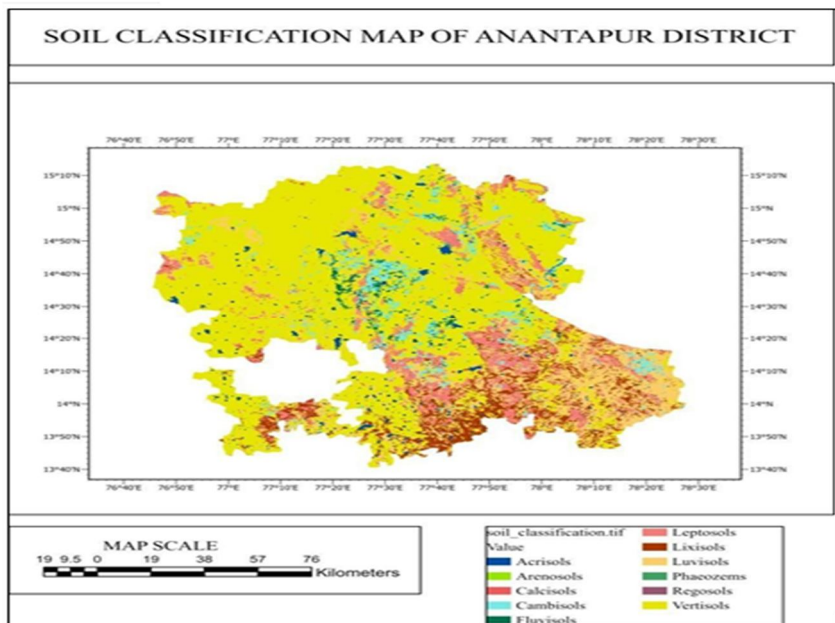 SOIL CLASSIFICATION MAP OF ANANTAPUR DISTRICT
76°40'E 76°50'E 77°E 77°10'E 77°20'E 77°30'E 77°40'E 77°50'E 78°E 78°10'E 78°20'E 78°30'E
15°10'N 15°10'N
15°N 15°N
14°50'N 14°50'N
14°40'N 14°40'N
14°30'N 14°30'N
14°20'N 14°20'N
14°10'N 14°10'N
14°N 14°N
13°50'N 13°50'N
13°40'N 13°40'N
76°40'E 76°50'E 77°E 77°10'E 77°20'E 77°30'E 77°40'E 77°50'E 78°E 78°10'E 78°20'E 78°30'E
MAP SCALE
19 9.5 0 19 38 57 76
Kilometers
soil_classification.tif
Value
Acrisols
Arenosols
Calcisols
Cambisols
Fluvisols
Leptosols
Lixisols
Luvisols
Phaeozems
Regosols
Vertisols